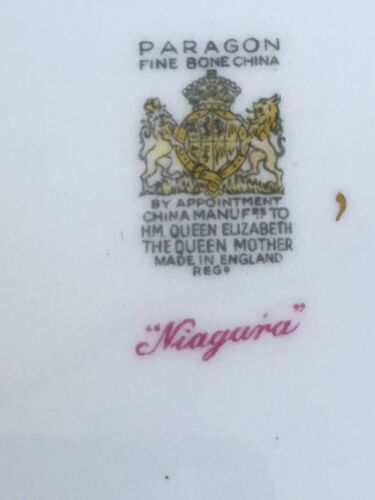 PARAGON
FINE BONE CHINA
BY APPOINTMENT
CHINA MANUFRS TO
H.M. QUEEN ELIZABETH
THE QUEEN MOTHER
MADE IN ENGLAND
REGD
"Niagara"